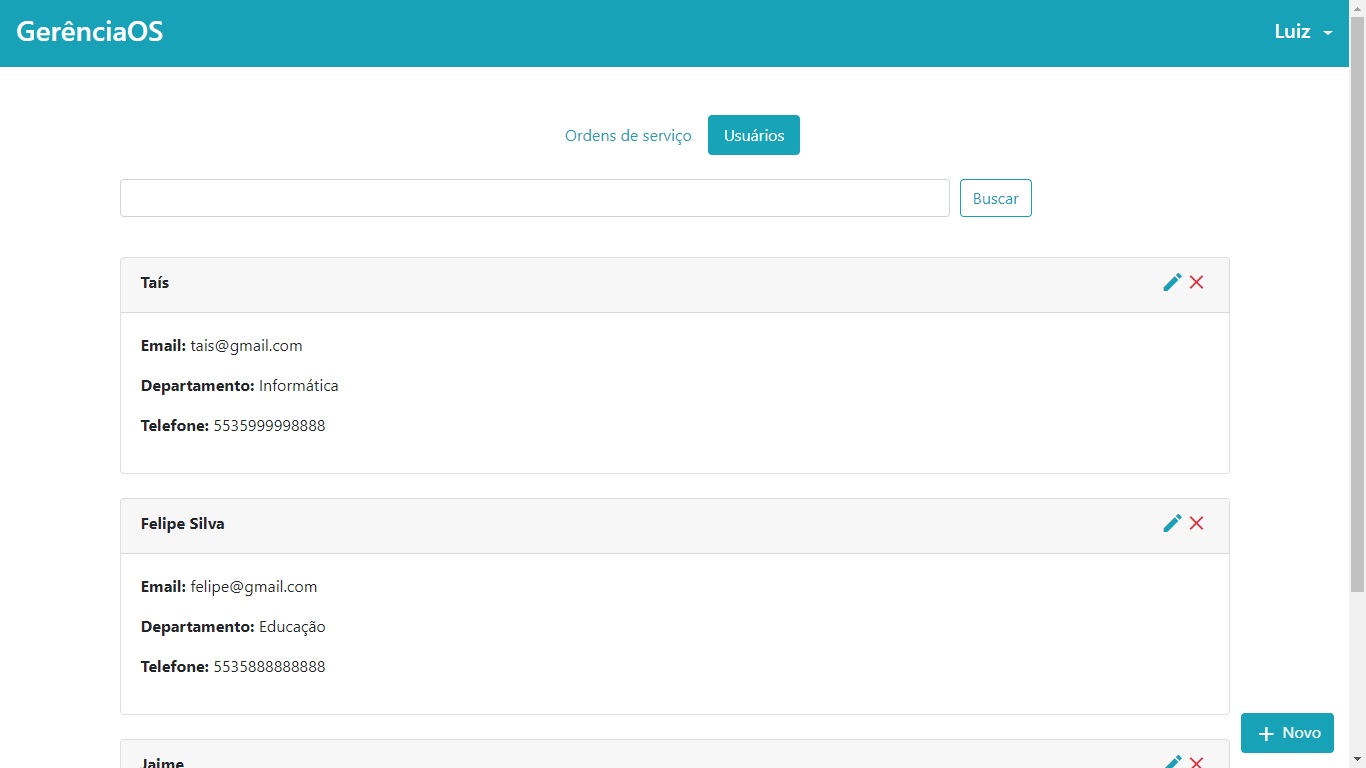 GerênciaOS
Luiz
Ordens de serviço
Usuários
Buscar
Taís
Email: tais@gmail.com
Departamento: Informática
Telefone: 5535999998888
Felipe Silva
Email: felipe@gmail.com
Departamento: Educação
Telefone: 5535888888888
Novo
Jaime